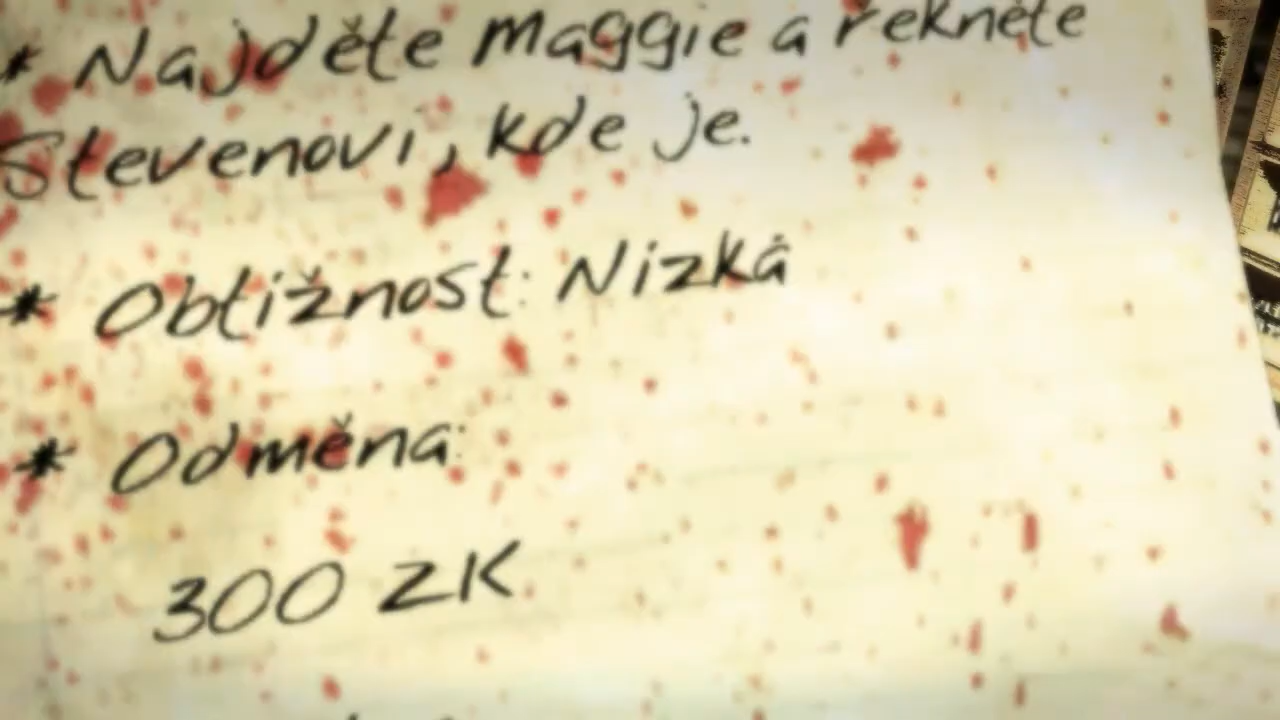 * Najděte Maggie a řekněte
Stevenovi, kde je.
* Obtížnost: Nízká
* Odměna:
300 ZK